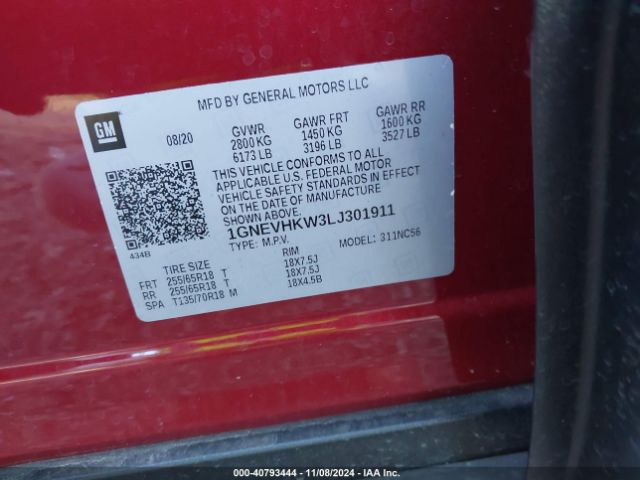 MFD BY GENERAL MOTORS LLC
GM
08/20
GVWR GAWR FRT GAWR RR
2800 KG 1450 KG 1600 KG
6173 LB 3196 LB 3527 LB
THIS VEHICLE CONFORMS TO ALL
APPLICABLE U.S. FEDERAL MOTOR
VEHICLE SAFETY STANDARDS IN EFFECT
ON THE DATE OF MANUFACTURE
SHOWN ABOVE.
1GNEVHKW3LJ301911
434B
TYPE: M.P.V. MODEL: 311NC56
TIRE SIZE RIM
FRT 255/65R18 T 18X7.5J
RR 255/65R18 T 18X7.5J
SPA T135/70R18 M 18X4.5B
000-40793444 - 11/08/2024 - IAA Inc.